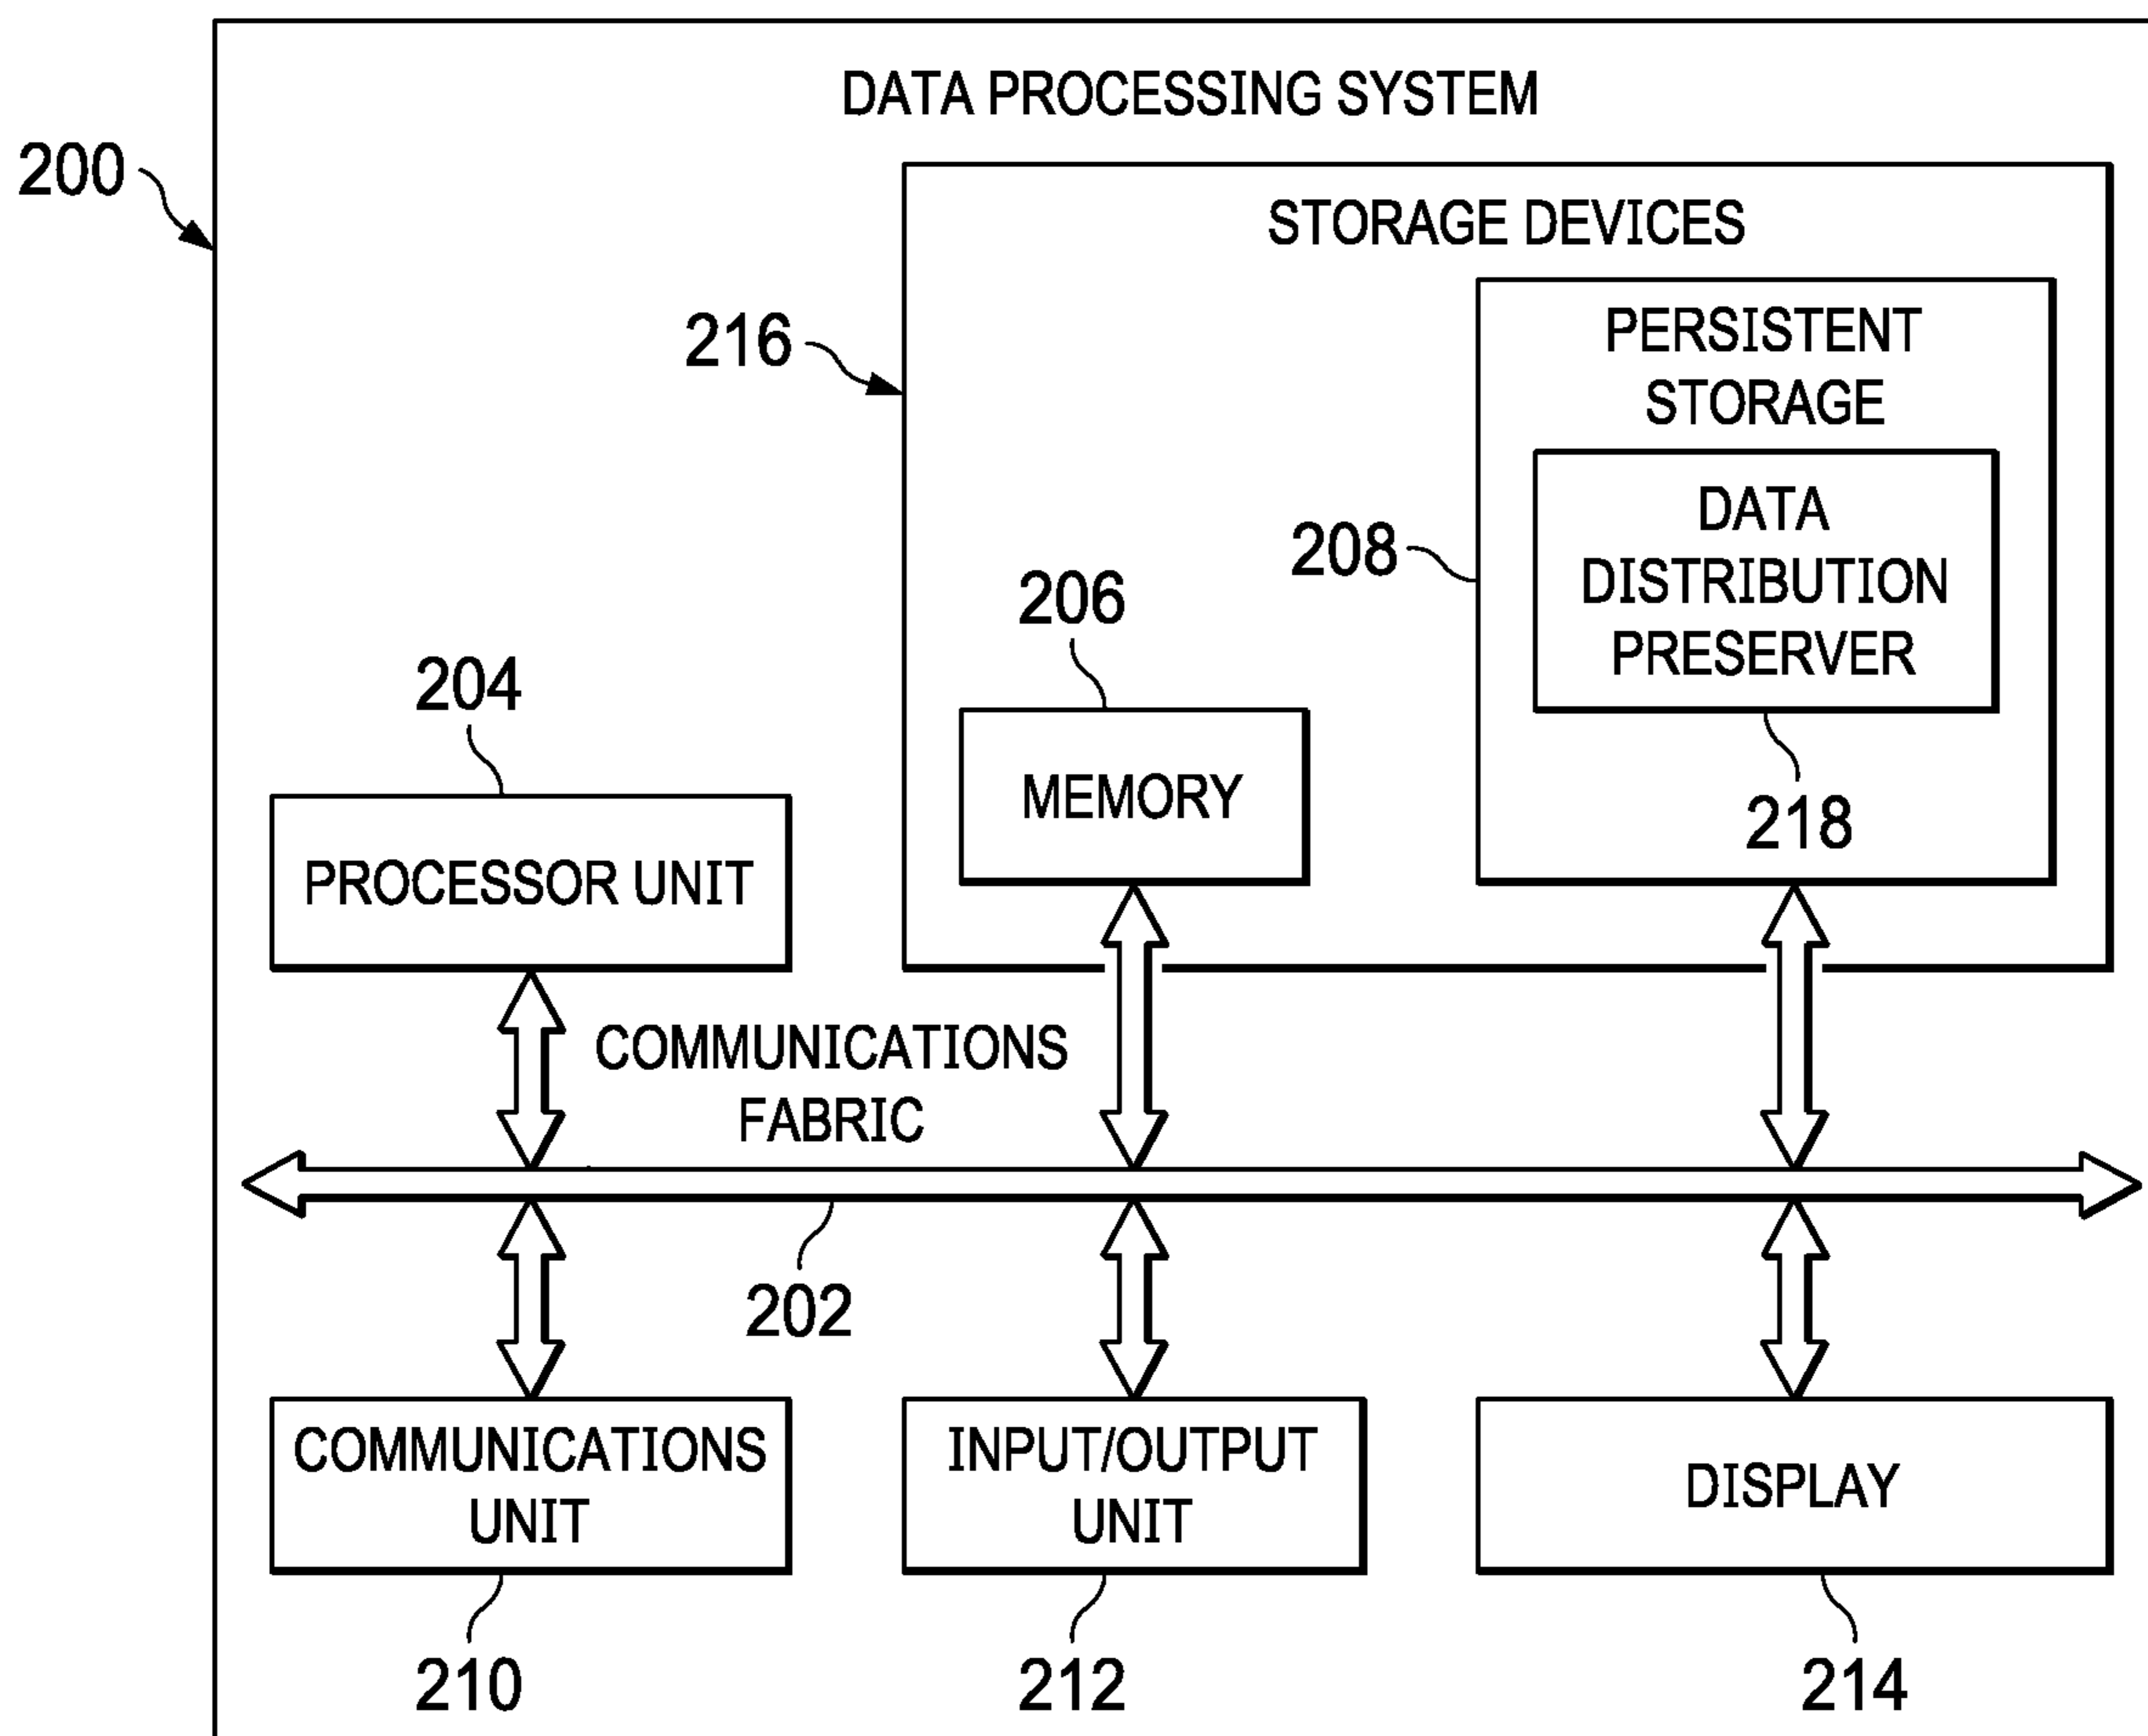 DATA PROCESSING SYSTEM
200
STORAGE DEVICES
216
PERSISTENT
STORAGE
DATA
DISTRIBUTION
PRESERVER
208
218
206
MEMORY
204
PROCESSOR UNIT
COMMUNICATIONS
FABRIC
202
COMMUNICATIONS
UNIT
INPUT/OUTPUT
UNIT
DISPLAY
210
212
214